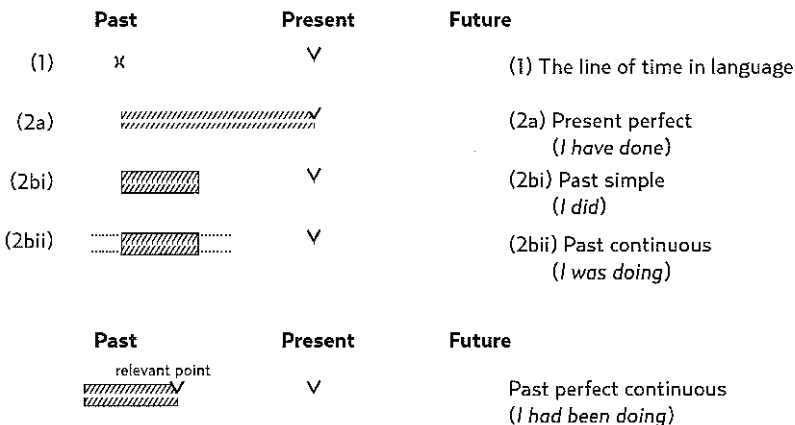 Past Present Future
(1) (1) The line of time in language
(2a) (2a) Present perfect
(I have done)
(2bi) (2bi) Past simple
(I did)
(2bii) (2bii) Past continuous
(I was doing)
Past Present Future
relevant point
Past perfect continuous
(I had been doing)